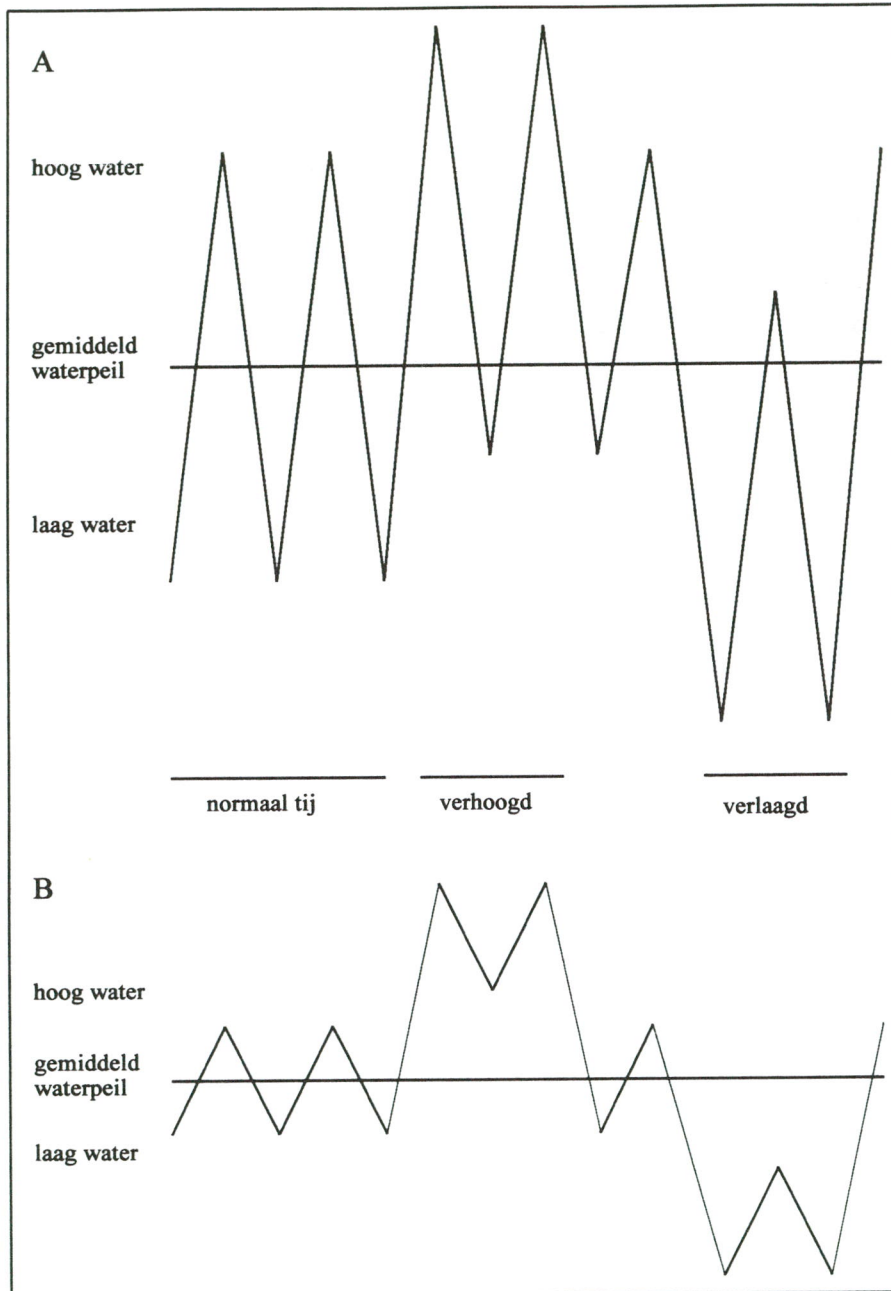 A
hoog water
gemiddeld
waterpeil
laag water
normaal tij
verhoogd
verlaagd
B
hoog water
gemiddeld
waterpeil
laag water